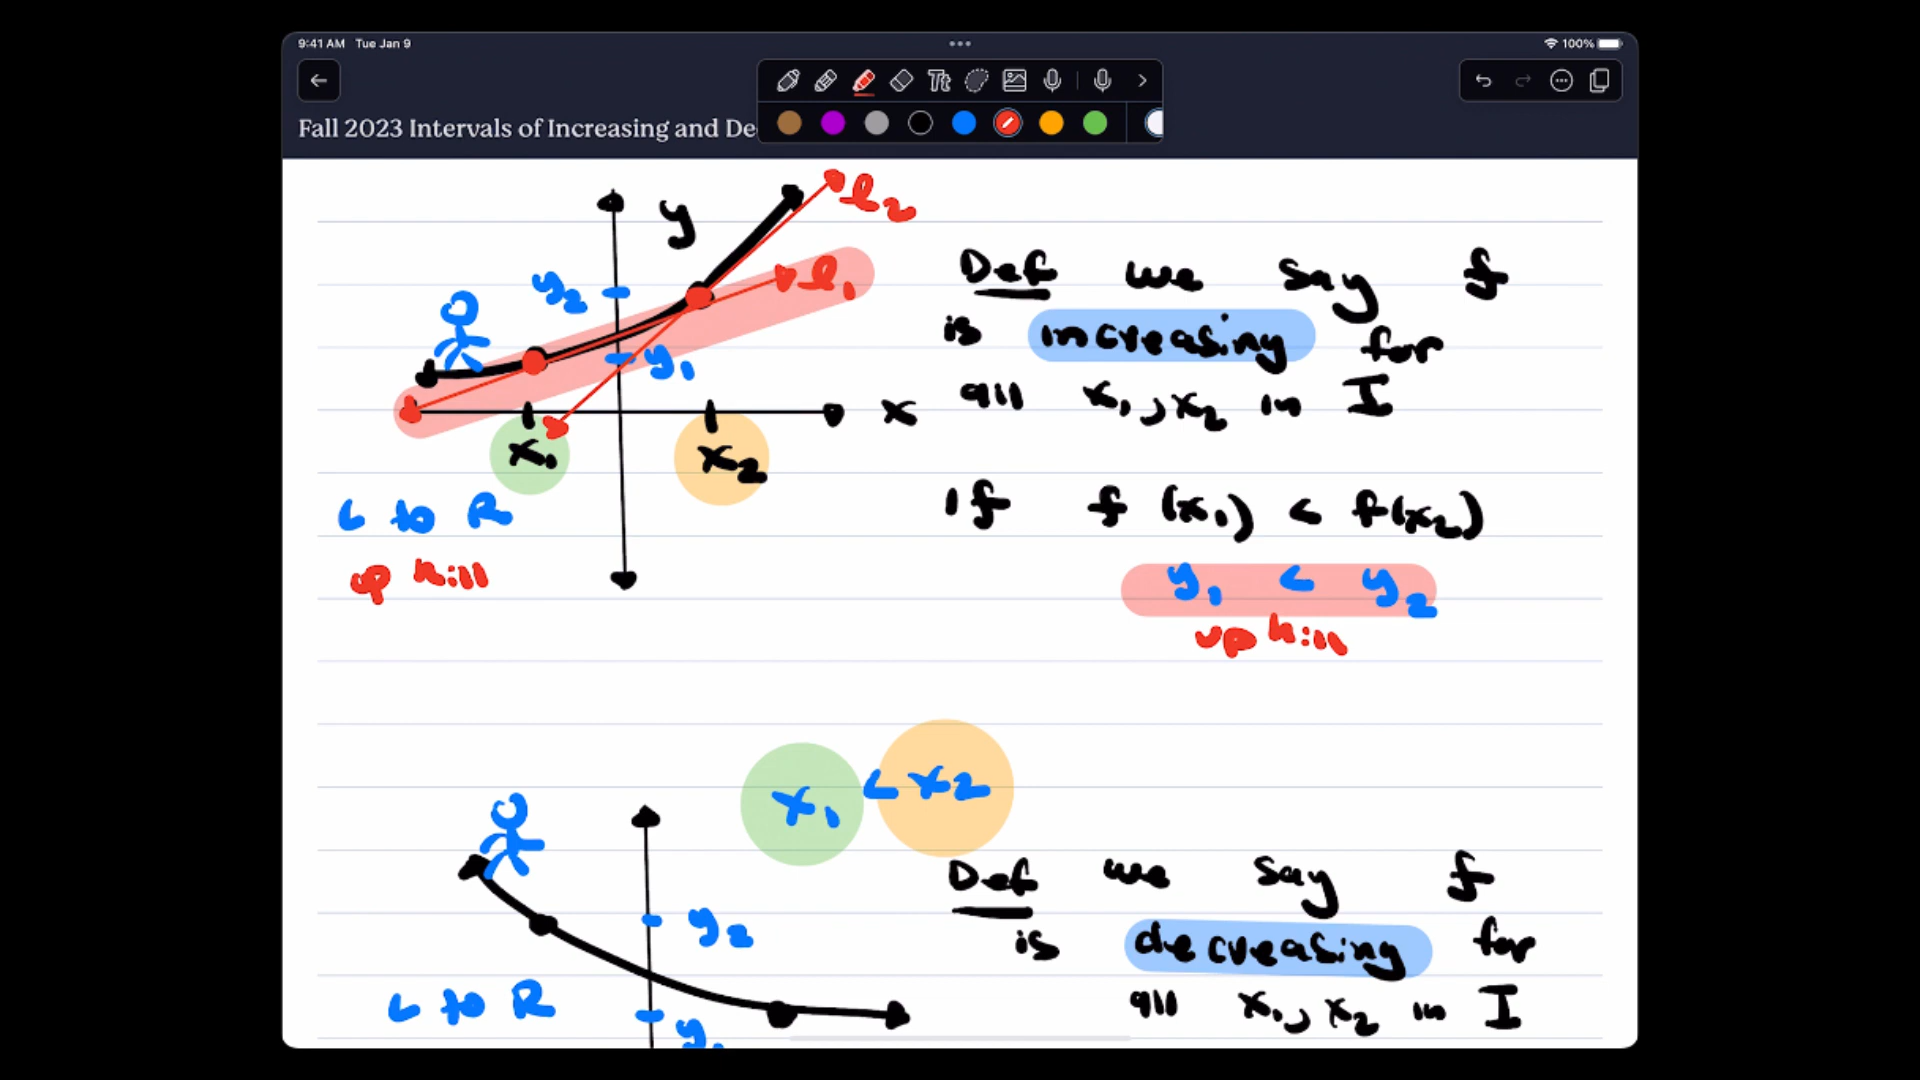 9:41 AM Tue Jan 9
100%
Tt
Fall 2023 Intervals of Increasing and De
y
l2
l1
y2
y1
x
x1
x2
L to R
up hill
Def we say f
is increasing for
all x1, x2 in I
If f(x1) < f(x2)
y1 < y2
up hill
x1 < x2
y2
L to R
y1
Def we say f
is decreasing for
all x1, x2 in I